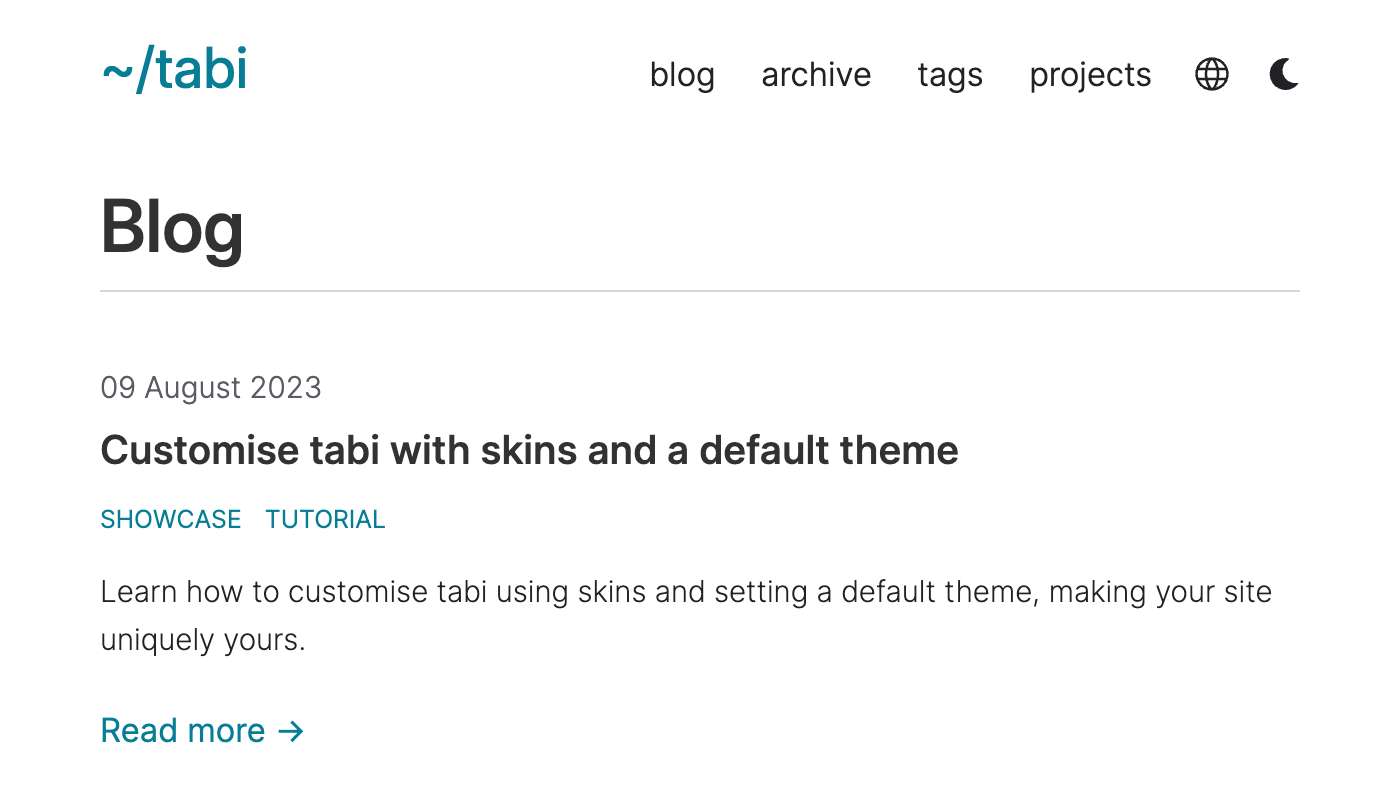 ~/tabi
blog archive tags projects
Blog
09 August 2023
Customise tabi with skins and a default theme
SHOWCASE TUTORIAL
Learn how to customise tabi using skins and setting a default theme, making your site
uniquely yours.
Read more →